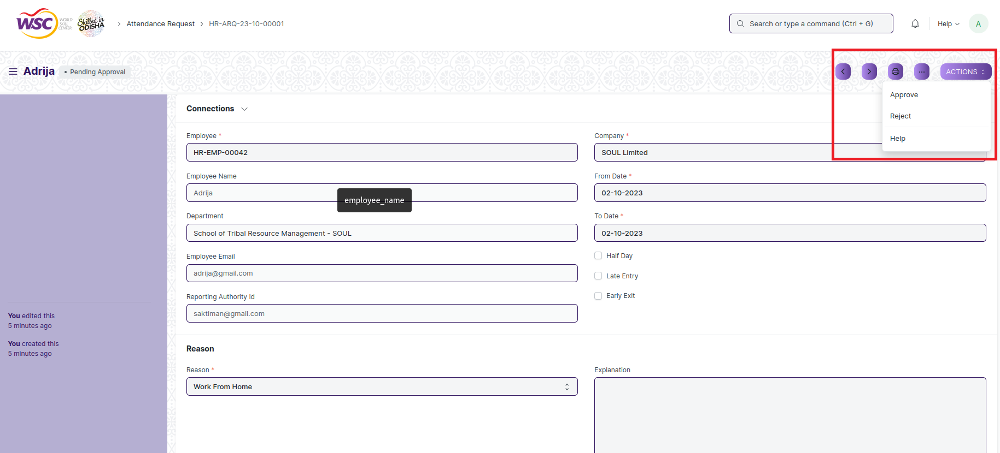 WSC WORLD SKILL CENTER Skilled in ODISHA > Attendance Request > HR-ARQ-23-10-00001 Search or type a command (Ctrl + G) Help A
Adrija • Pending Approval ACTIONS
Approve
Reject
Help
Connections
Employee *
HR-EMP-00042
Employee Name
Adrija
employee_name
Department
School of Tribal Resource Management - SOUL
Employee Email
adrija@gmail.com
Reporting Authority Id
saktiman@gmail.com
Company *
SOUL Limited
From Date *
02-10-2023
To Date *
02-10-2023
Half Day
Late Entry
Early Exit
You edited this
5 minutes ago
You created this
5 minutes ago
Reason
Reason *
Work From Home
Explanation